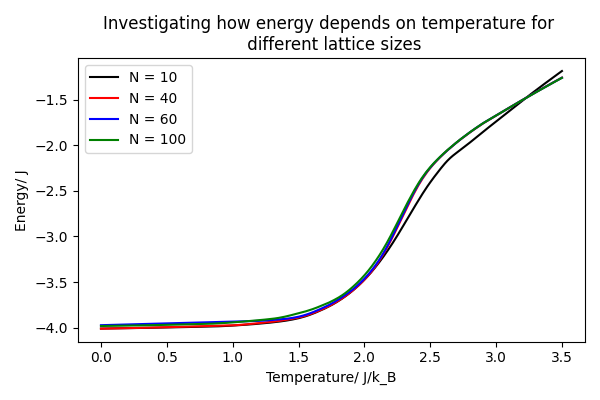 Investigating how energy depends on temperature for
different lattice sizes
N = 10
N = 40
N = 60
N = 100
Energy/ J
−1.5
−2.0
−2.5
−3.0
−3.5
−4.0
0.0 0.5 1.0 1.5 2.0 2.5 3.0 3.5
Temperature/ J/k_B